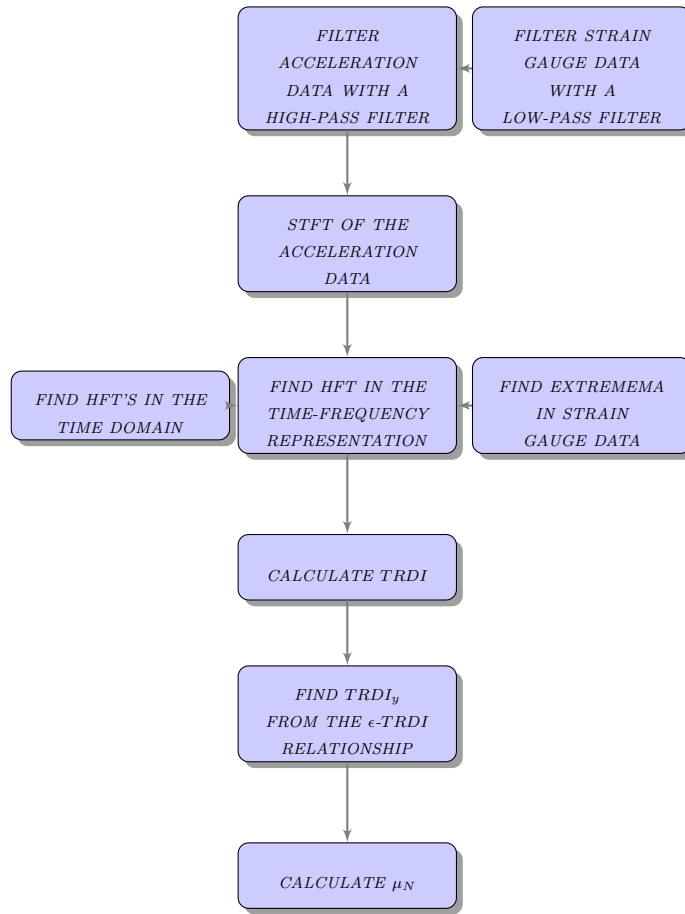 FILTER
ACCELERATION
DATA WITH A
HIGH-PASS FILTER
FILTER STRAIN
GAUGE DATA
WITH A
LOW-PASS FILTER
STFT OF THE
ACCELERATION
DATA
FIND HFT'S IN THE
TIME DOMAIN
FIND HFT IN THE
TIME-FREQUENCY
REPRESENTATION
FIND EXTREMEMA
IN STRAIN
GAUGE DATA
CALCULATE TRDI
FIND TRDI_y
FROM THE ϵ-TRDI
RELATIONSHIP
CALCULATE μ_N